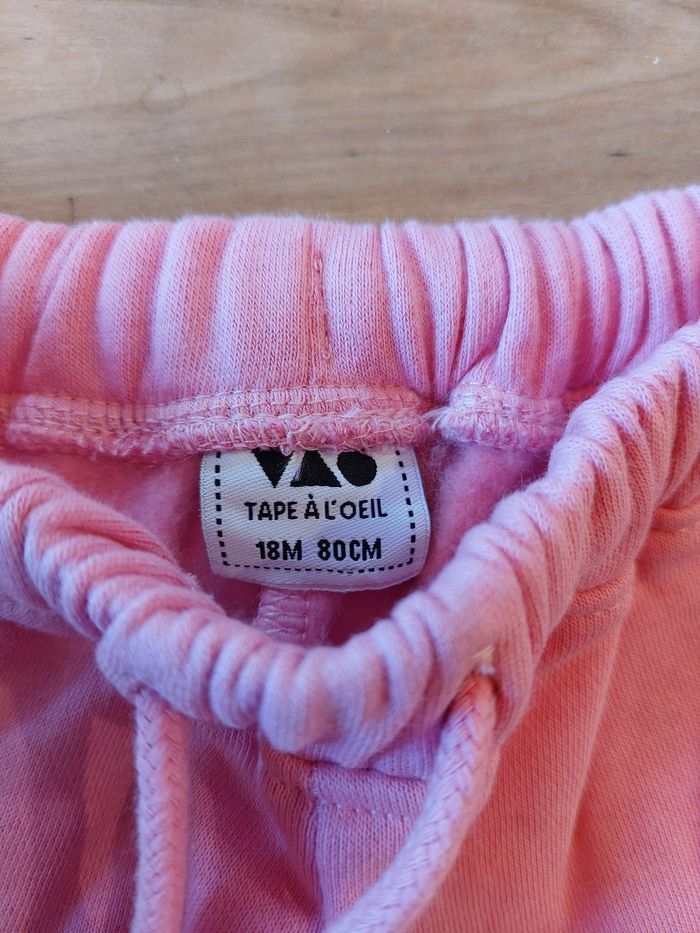 TAPE À L'OEIL
18M 80CM